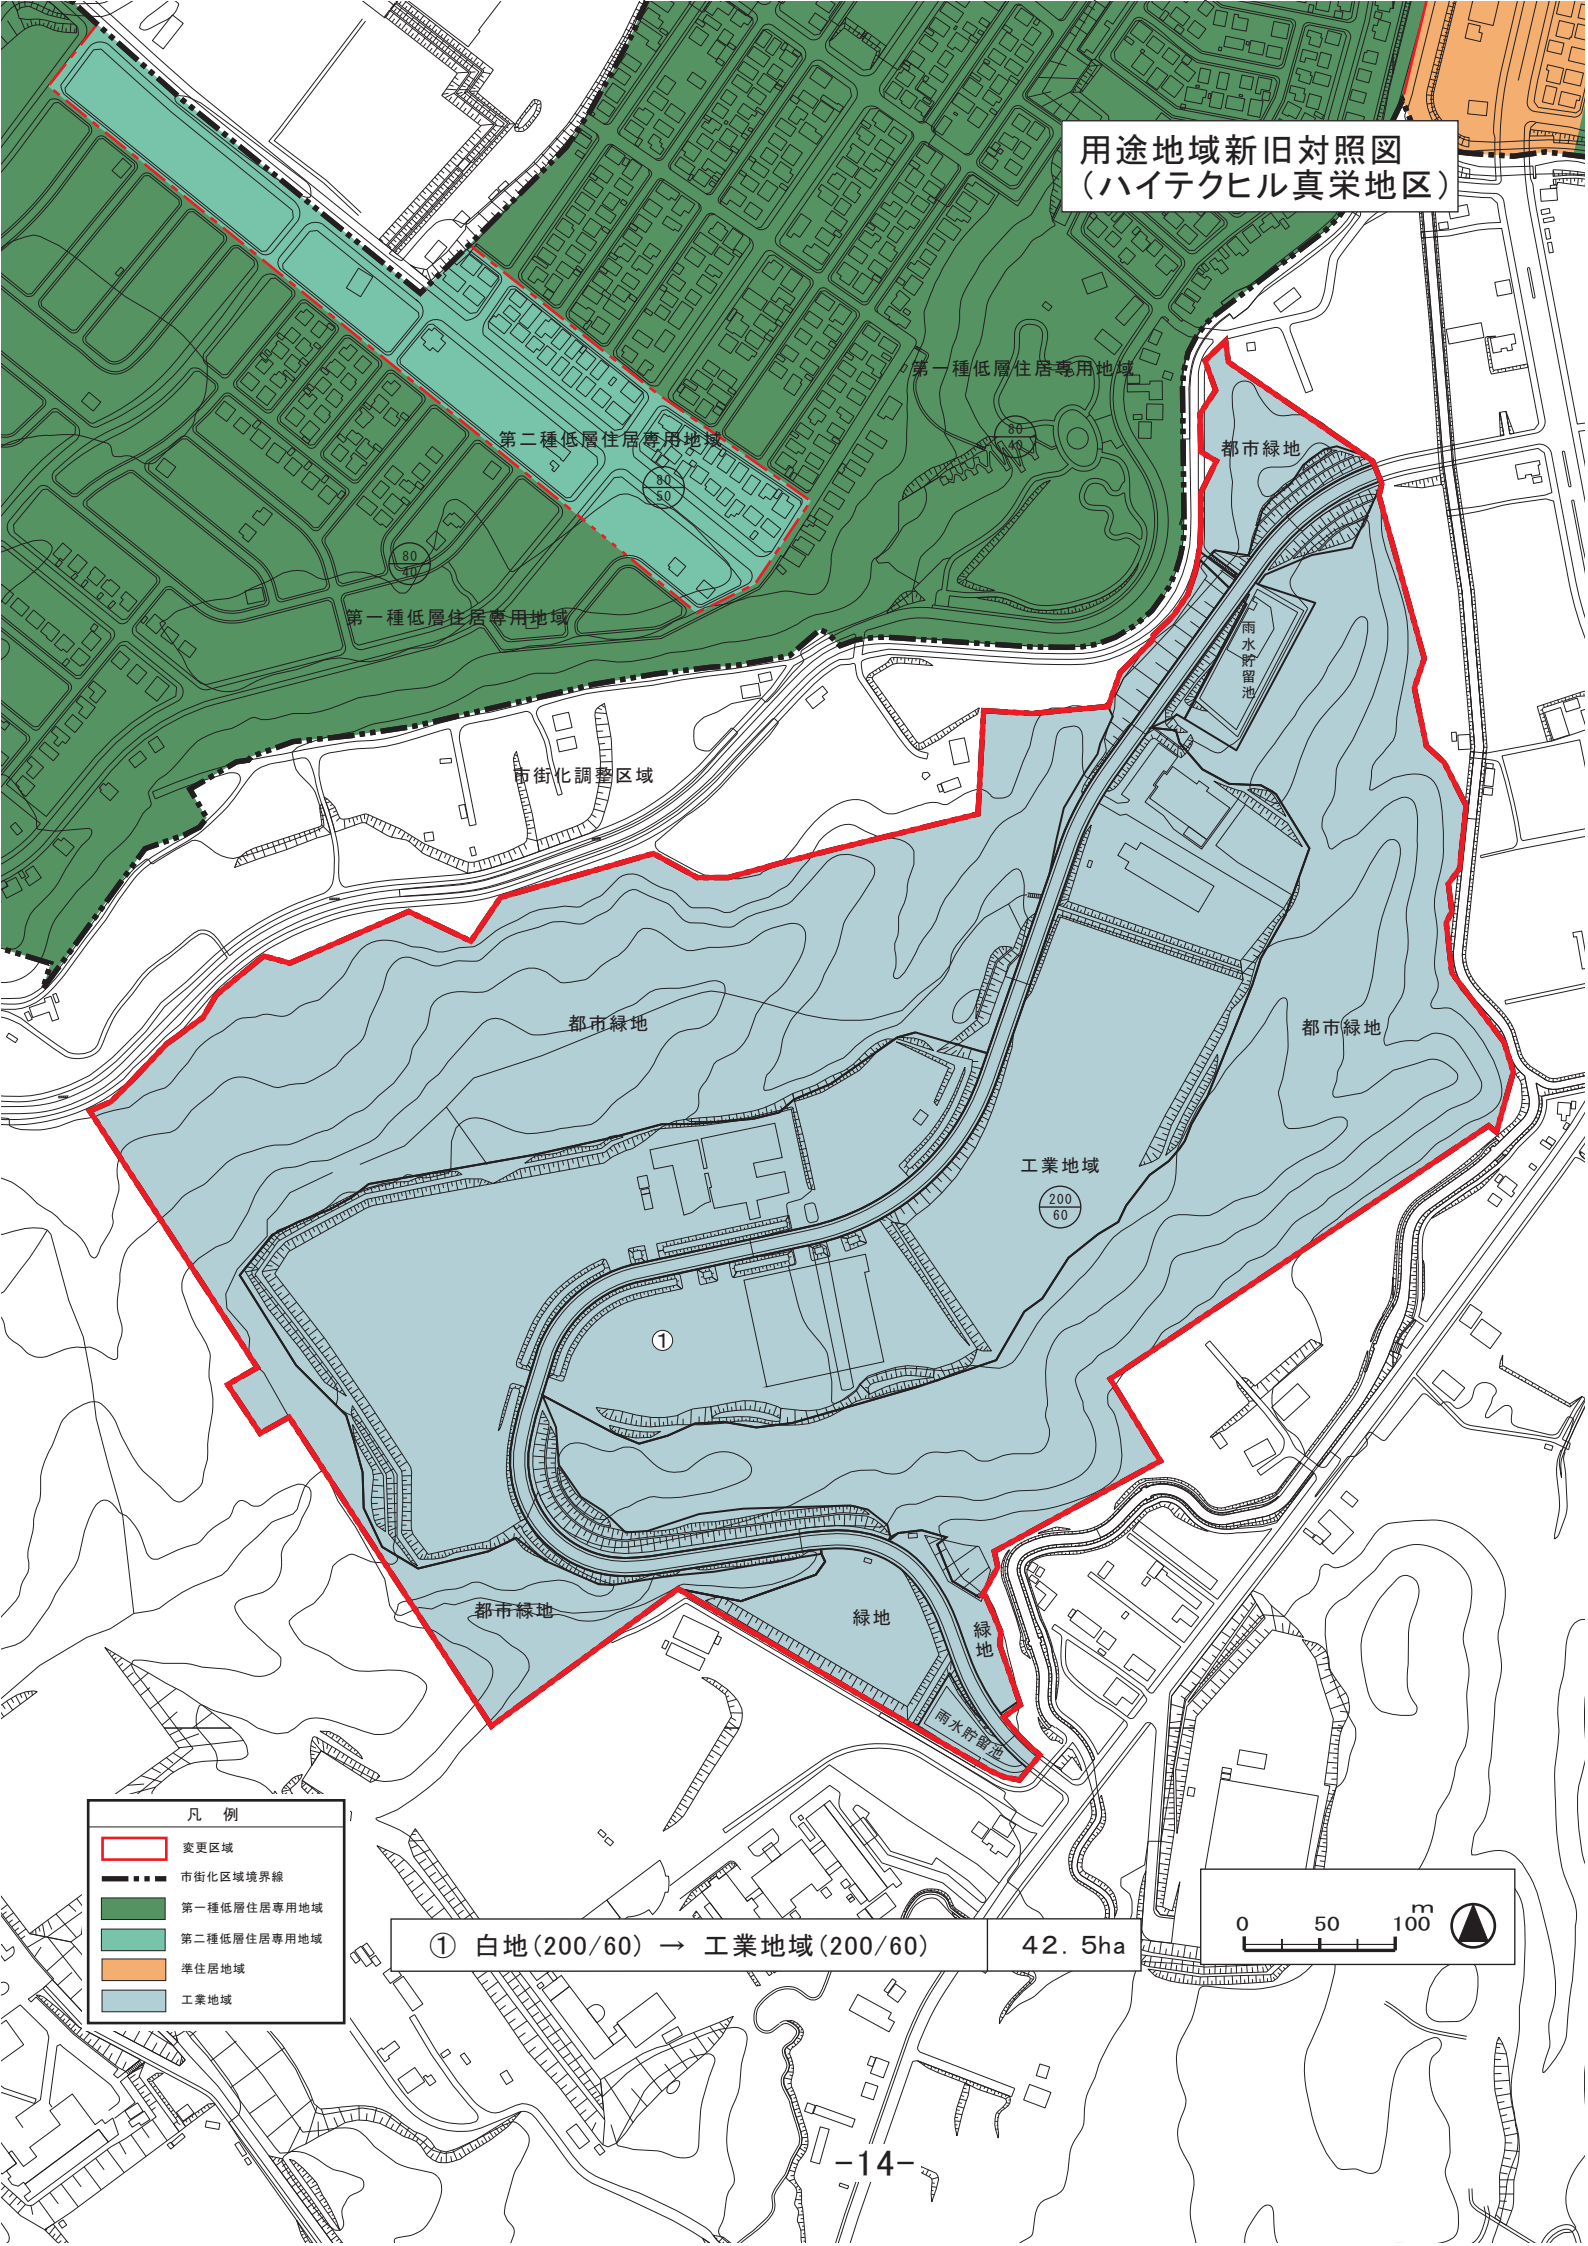 用途地域新旧対照図
（ハイテクヒル真栄地区）
第一種低層住居専用地域
80
40
都市緑地
第二種低層住居専用地域
80
50
80
40
第一種低層住居専用地域
雨水貯留池
市街化調整区域
都市緑地
都市緑地
工業地域
200
60
①
都市緑地
緑地
緑地
雨水貯留池
凡 例
変更区域
市街化区域境界線
第一種低層住居専用地域
第二種低層住居専用地域
準住居地域
工業地域
① 白地(200/60) → 工業地域(200/60) 42.5ha
m
0 50 100
-14-